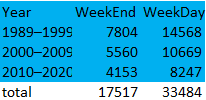 Year WeekEnd WeekDay
1989–1999 7804 14568
2000–2009 5560 10669
2010–2020 4153 8247
total 17517 33484